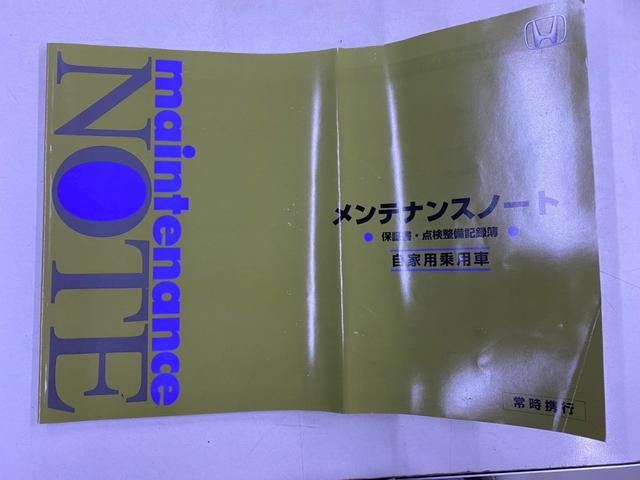 maintenance
NOTE
メンテナンスノート
保証書・点検整備記録簿
自家用乗用車
常時携行